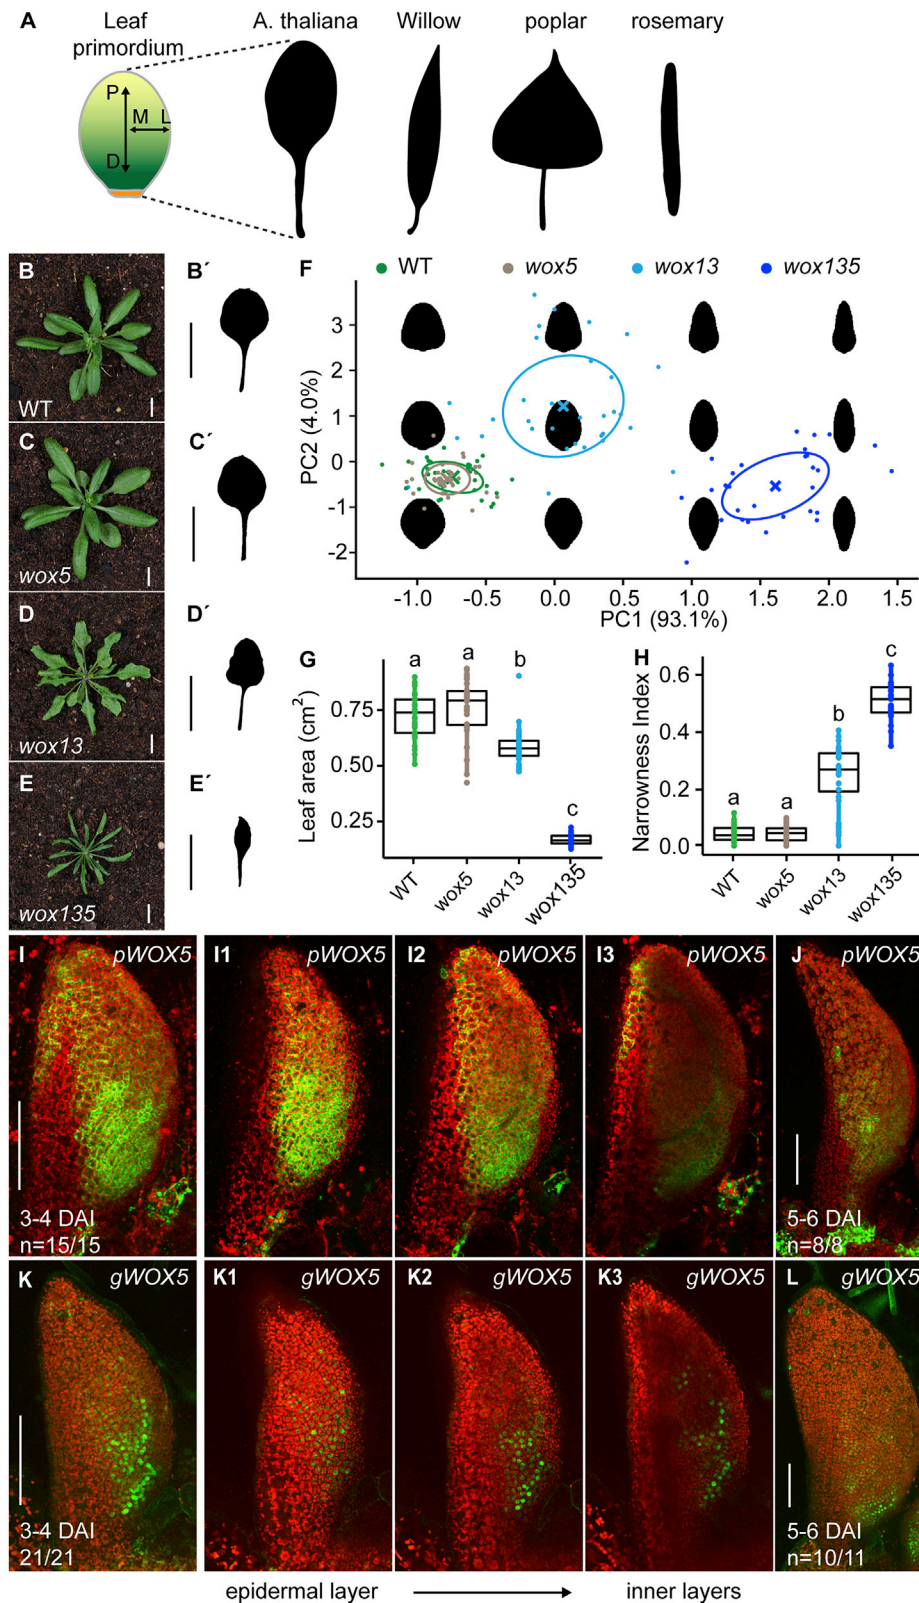 A
Leaf primordium
A. thaliana
Willow
poplar
rosemary
P
M L
D
B
WT
B´
C
wox5
C´
D
wox13
D´
E
wox135
E´
F
WT
wox5
wox13
wox135
PC2 (4.0%)
3
2
1
0
-1
-2
-1.0 -0.5 0.0 0.5 1.0 1.5 2.0 2.5
PC1 (93.1%)
G
Leaf area (cm²)
0.75
0.50
0.25
a a b c
WT wox5 wox13 wox135
H
Narrowness Index
0.6
0.4
0.2
0.0
a a b c
WT wox5 wox13 wox135
I pWOX5
3-4 DAI
n=15/15
I1 pWOX5
I2 pWOX5
I3 pWOX5
J pWOX5
5-6 DAI
n=8/8
K gWOX5
3-4 DAI
21/21
K1 gWOX5
K2 gWOX5
K3 gWOX5
L gWOX5
5-6 DAI
n=10/11
epidermal layer inner layers